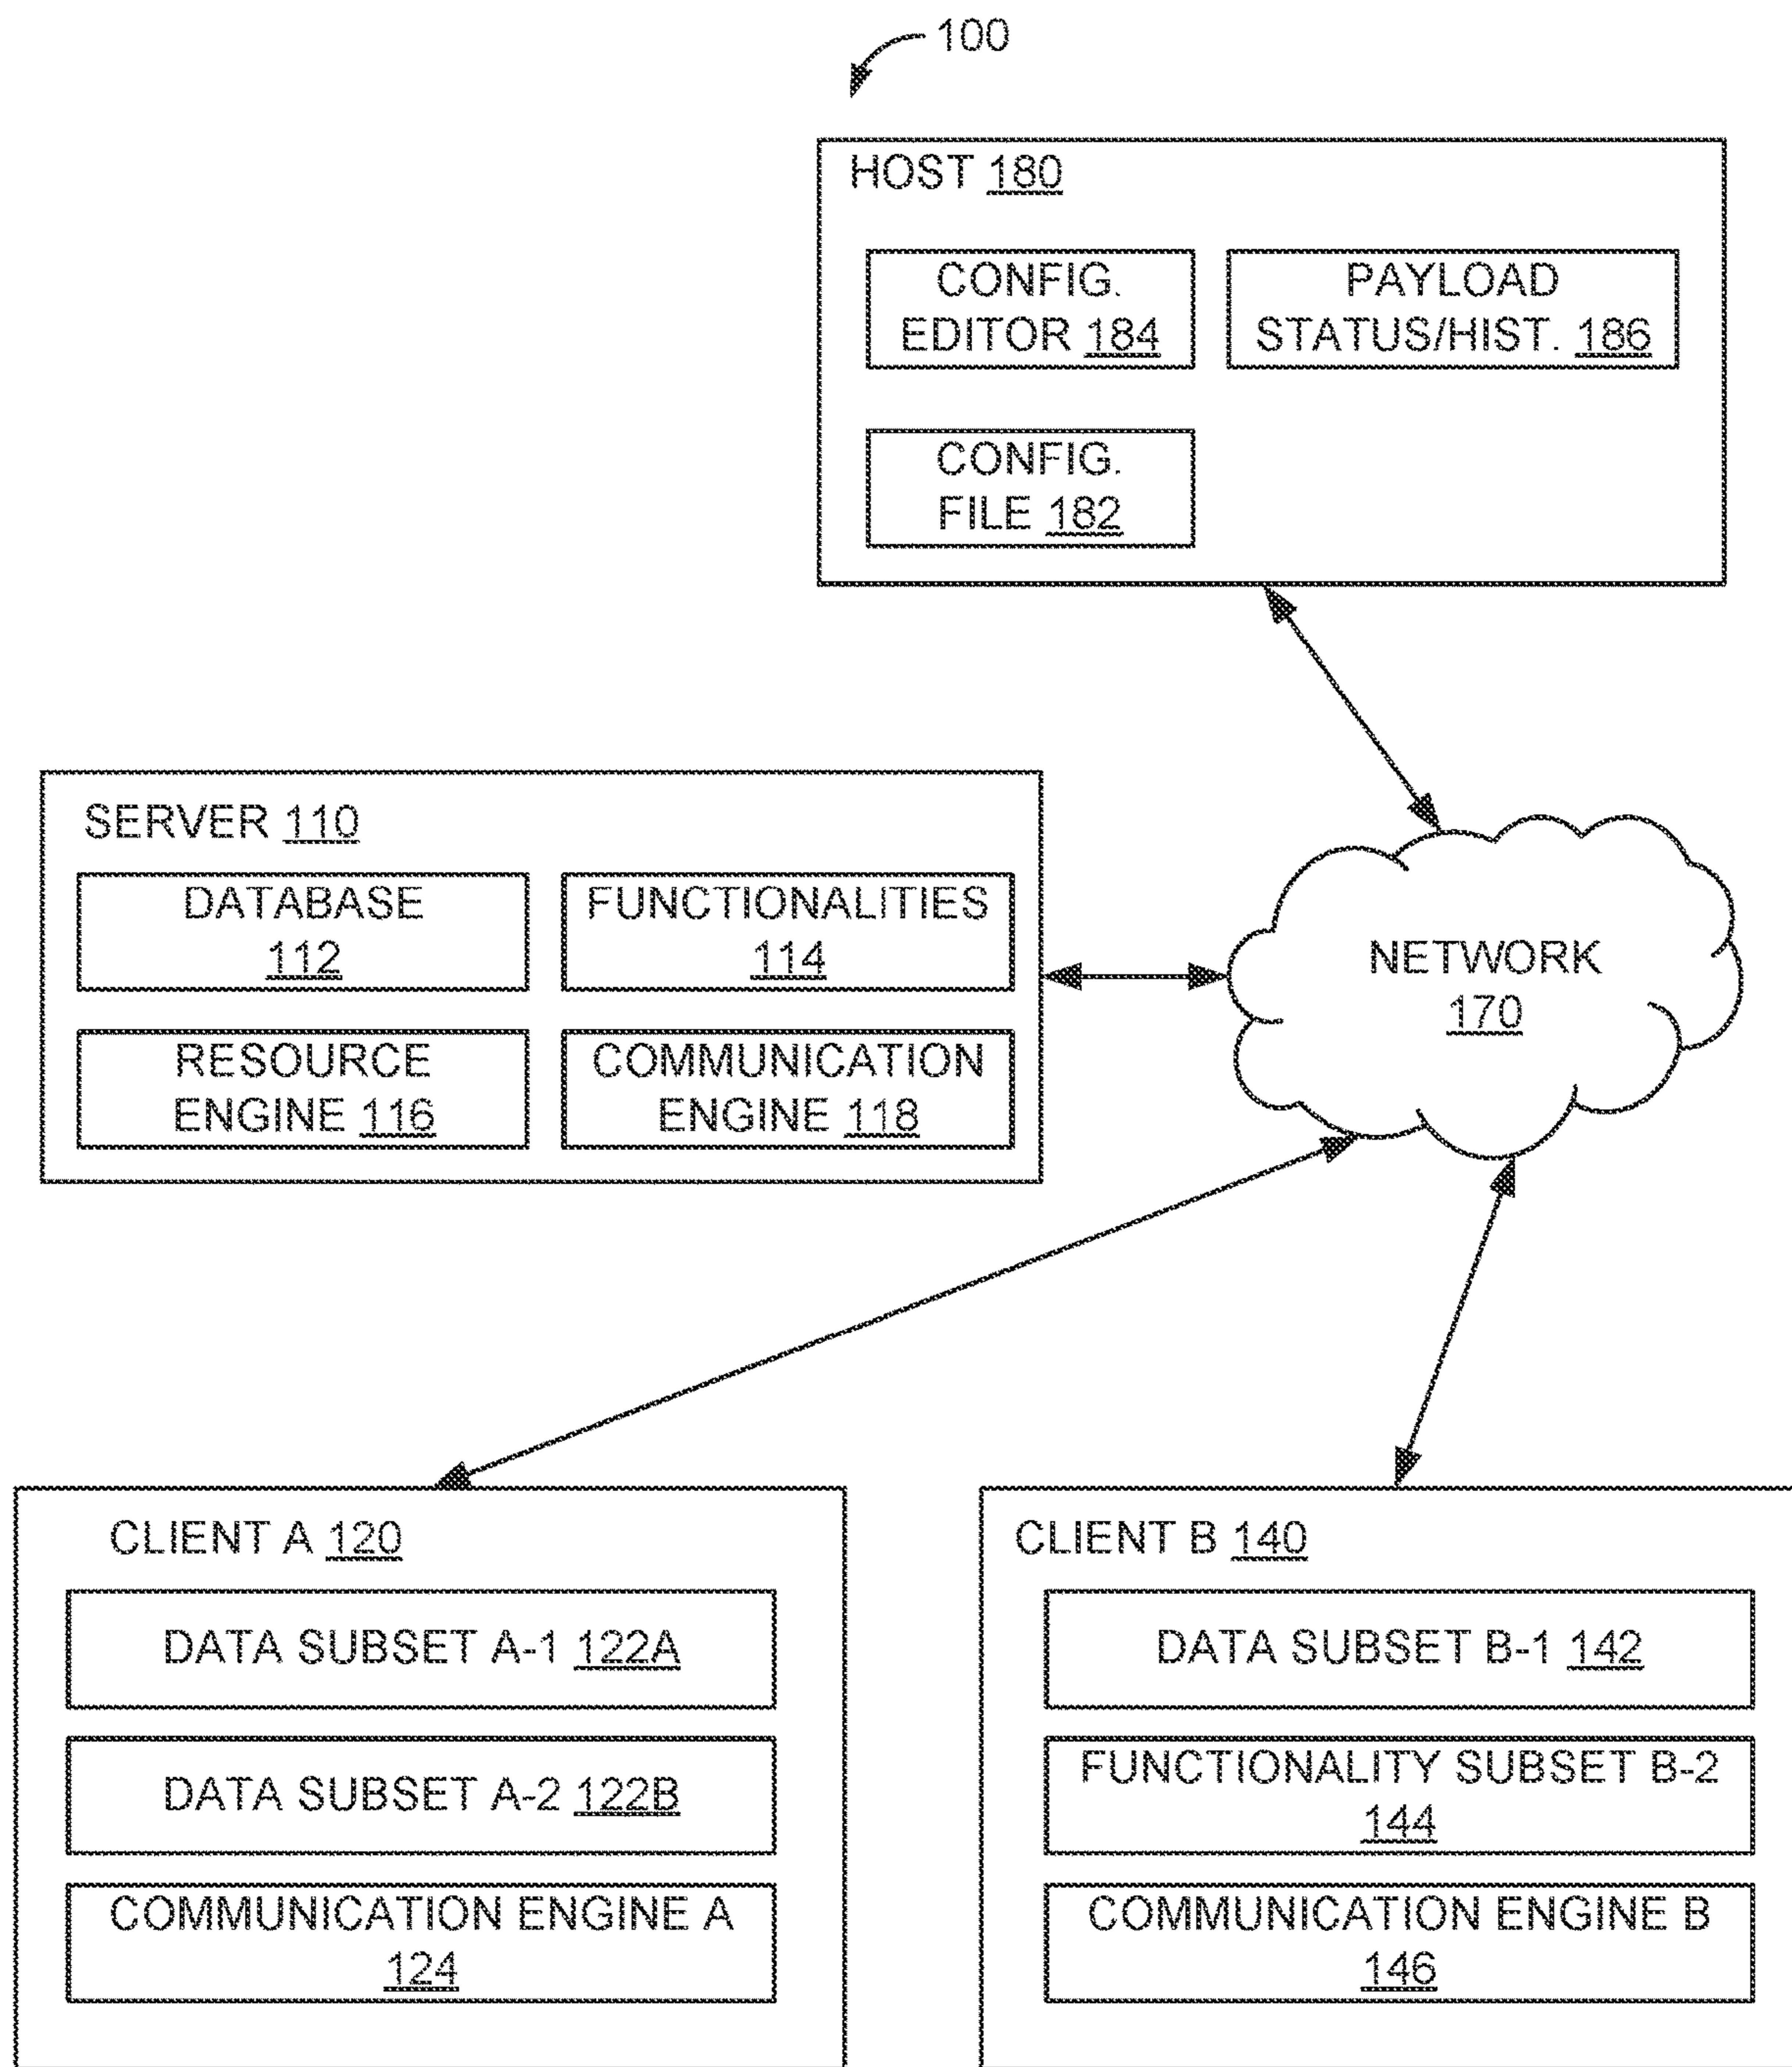 100
HOST 180
CONFIG.
EDITOR 184
PAYLOAD
STATUS/HIST. 186
CONFIG.
FILE 182
SERVER 110
DATABASE
112
FUNCTIONALITIES
114
RESOURCE
ENGINE 116
COMMUNICATION
ENGINE 118
NETWORK
170
CLIENT A 120
DATA SUBSET A-1 122A
DATA SUBSET A-2 122B
COMMUNICATION ENGINE A
124
CLIENT B 140
DATA SUBSET B-1 142
FUNCTIONALITY SUBSET B-2
144
COMMUNICATION ENGINE B
146